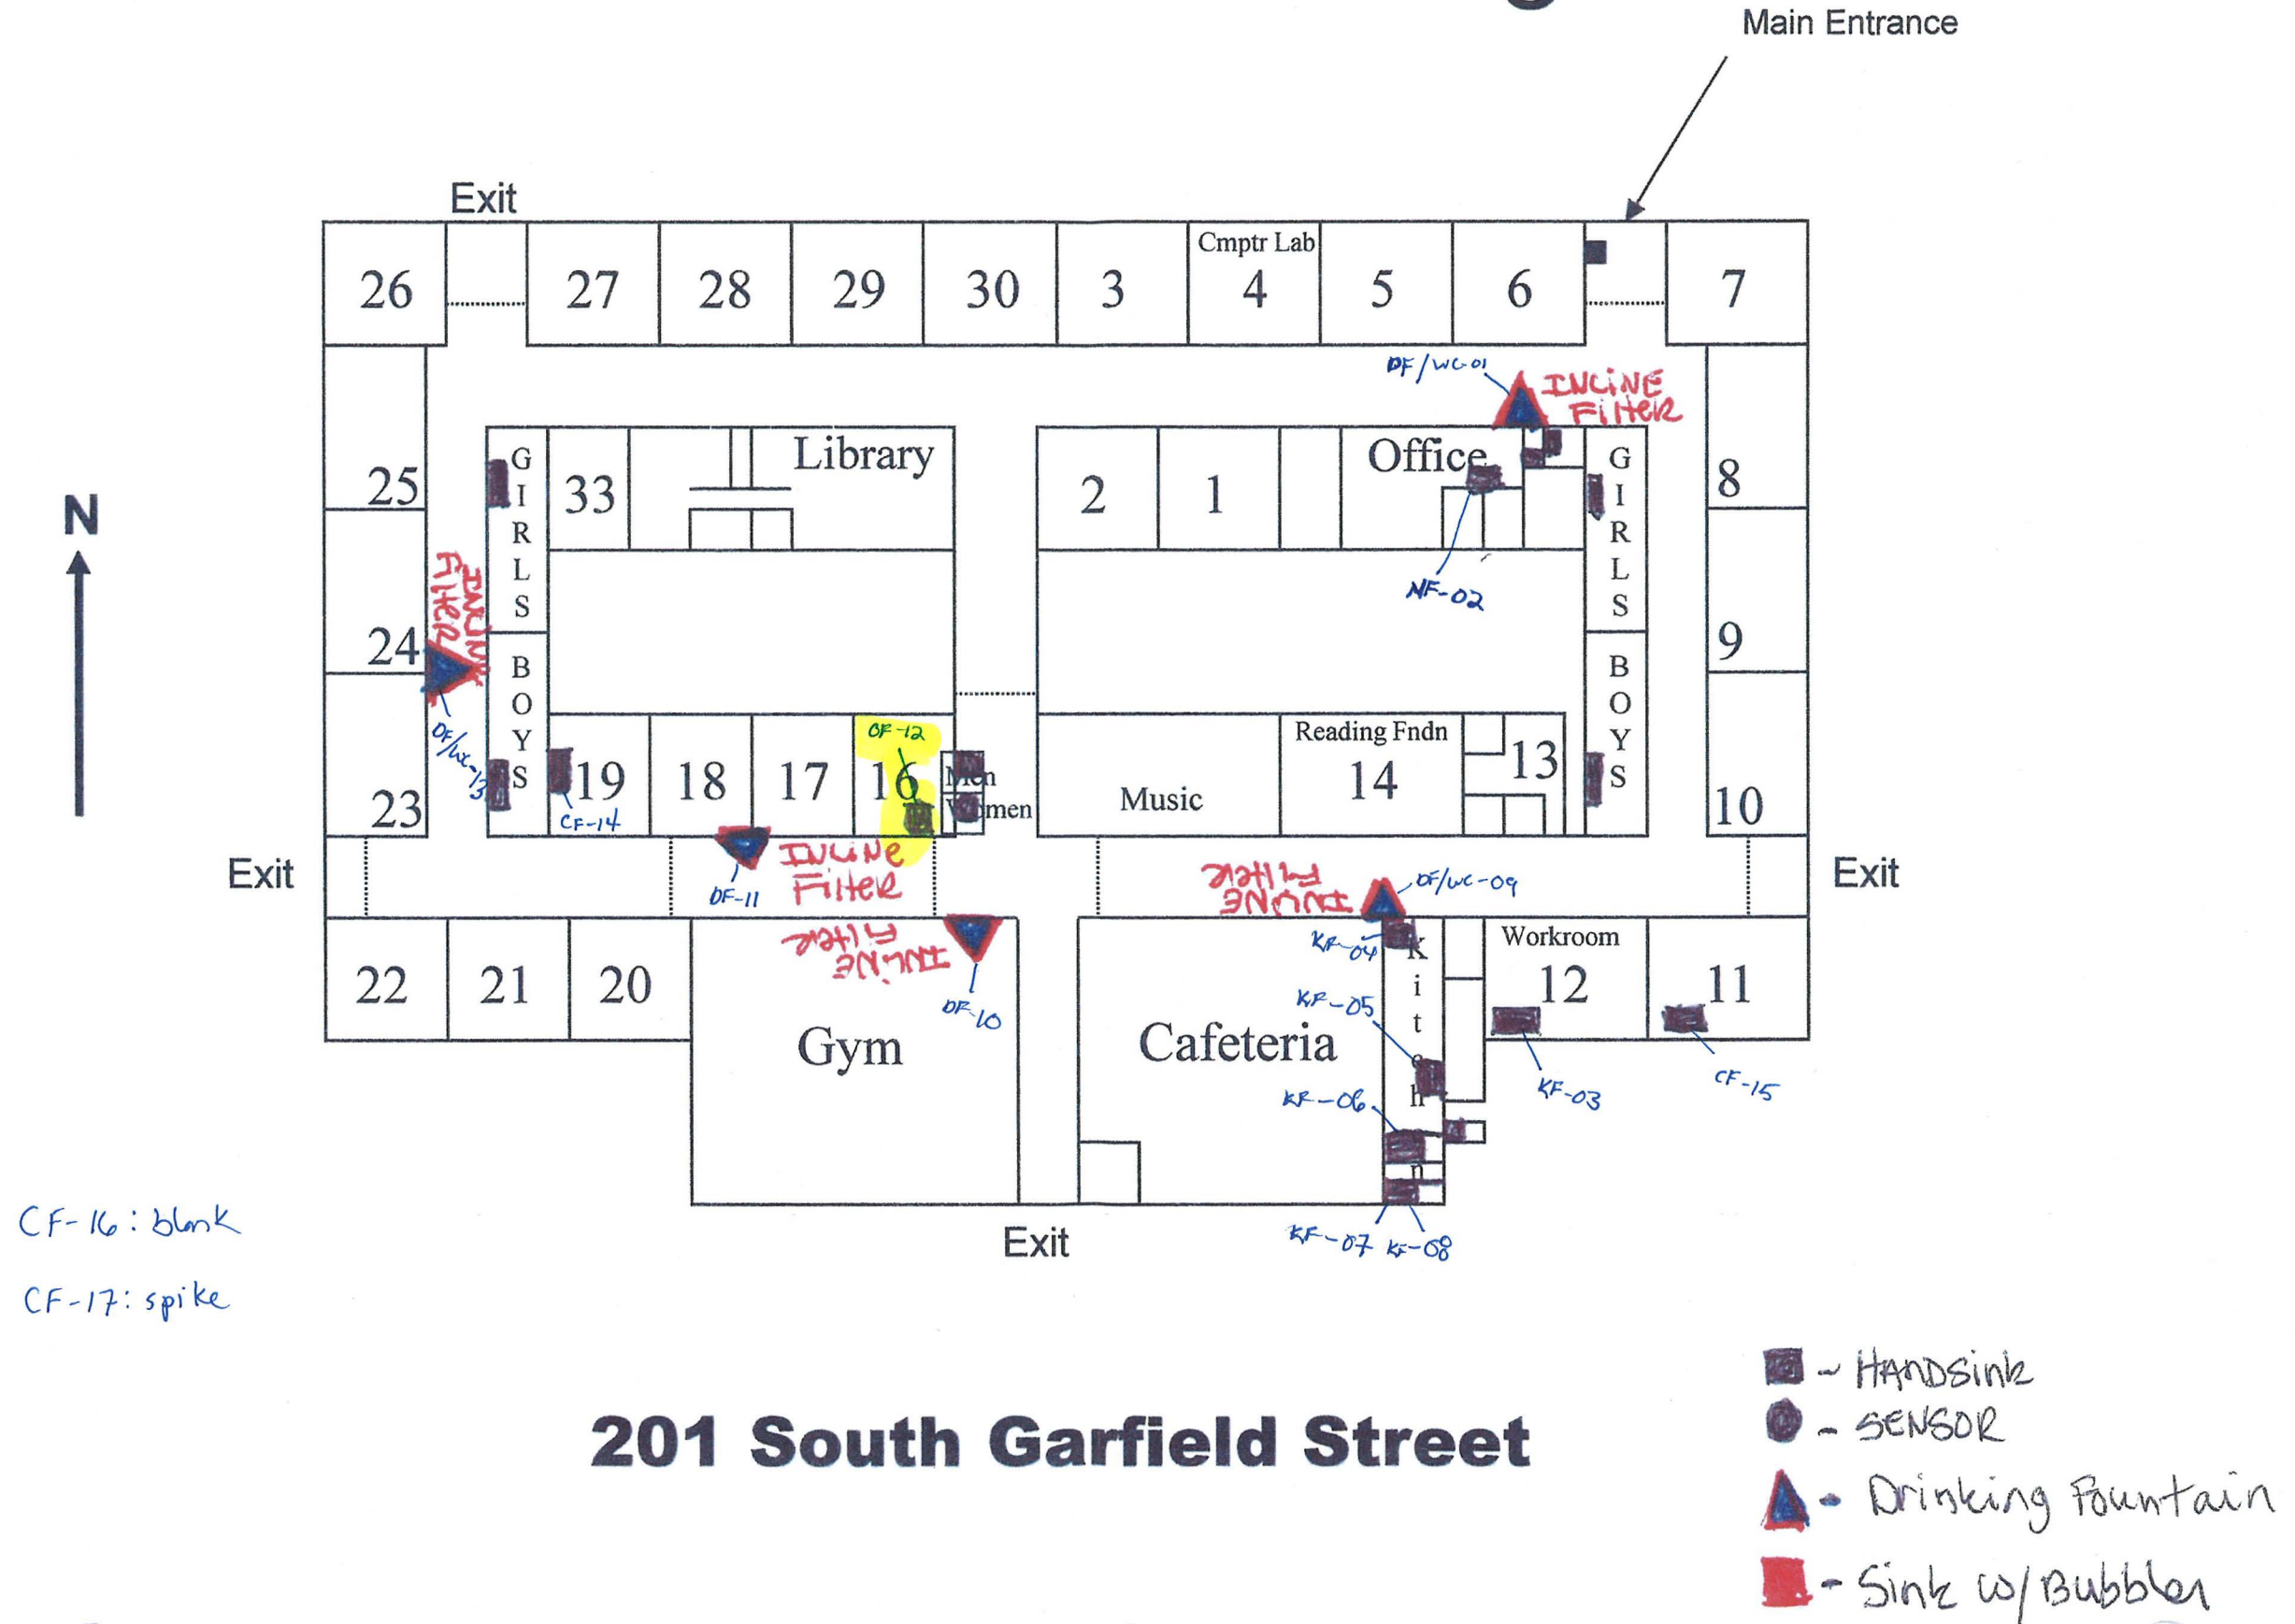 Main Entrance
Exit
26
27
28
29
30
3
Cmptr Lab
4
5
6
7
DF/WC-01
INLINE
Filter
25
GIRLS
33
Library
2
1
Office
GIRLS
8
N
NF-02
INLINE
Filter
24
BOYS
BOYS
9
DF/WC-13
23
19
CF-14
18
17
DF-12
16
Men
Women
Music
Reading Fndn
14
13
10
Exit
DF-11
INLINE
Filter
INLINE
Filter
DF/WC-09
Exit
22
21
20
INLINE
Filter
DF-10
Gym
Cafeteria
KF-04
Kitchen
KF-05
KF-06
Workroom
12
11
KF-03
CF-15
KF-07
KF-08
Exit
CF-16: blank
CF-17: spike
201 South Garfield Street
- HANDSink
- SENSOR
- Drinking Fountain
- Sink w/Bubbler